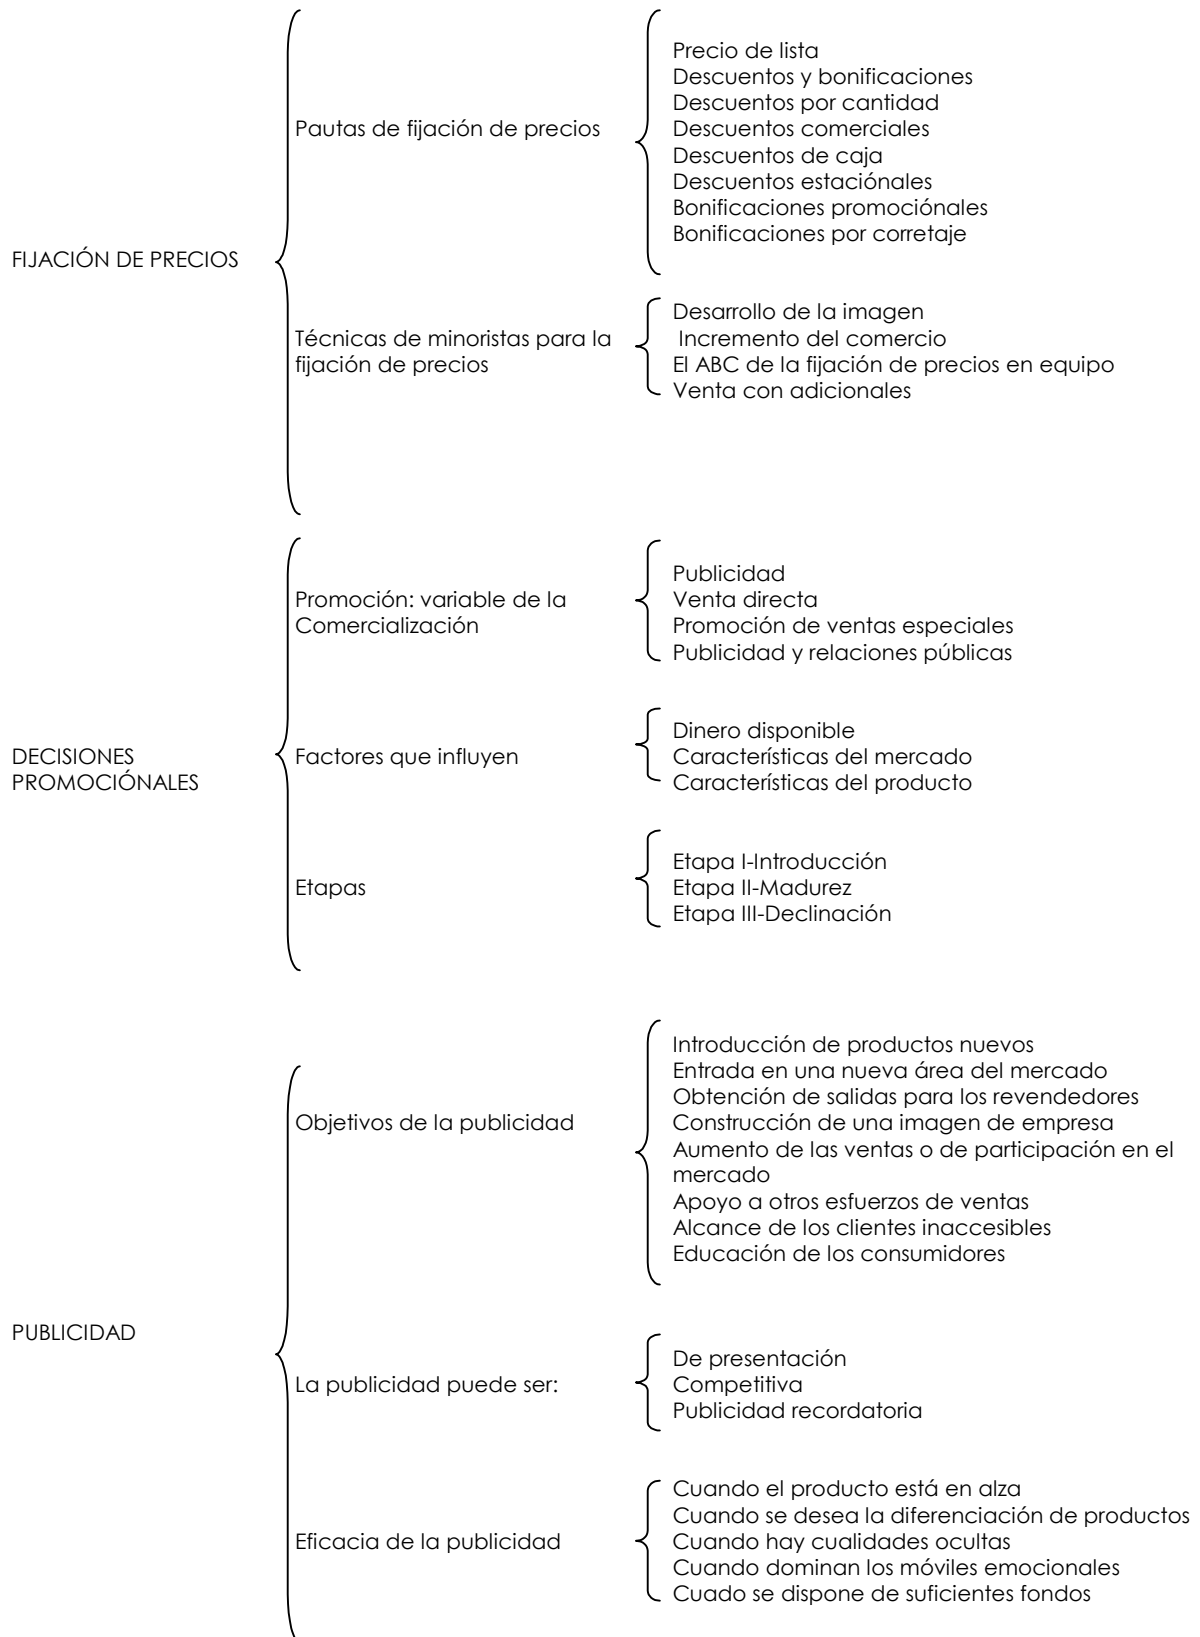 FIJACIÓN DE PRECIOS
Pautas de fijación de precios
Precio de lista
Descuentos y bonificaciones
Descuentos por cantidad
Descuentos comerciales
Descuentos de caja
Descuentos estaciónales
Bonificaciones promociónales
Bonificaciones por corretaje
Técnicas de minoristas para la
fijación de precios
Desarrollo de la imagen
Incremento del comercio
El ABC de la fijación de precios en equipo
Venta con adicionales
DECISIONES
PROMOCIÓNALES
Promoción: variable de la
Comercialización
Publicidad
Venta directa
Promoción de ventas especiales
Publicidad y relaciones públicas
Factores que influyen
Dinero disponible
Características del mercado
Características del producto
Etapas
Etapa I-Introducción
Etapa II-Madurez
Etapa III-Declinación
PUBLICIDAD
Objetivos de la publicidad
Introducción de productos nuevos
Entrada en una nueva área del mercado
Obtención de salidas para los revendedores
Construcción de una imagen de empresa
Aumento de las ventas o de participación en el
mercado
Apoyo a otros esfuerzos de ventas
Alcance de los clientes inaccesibles
Educación de los consumidores
La publicidad puede ser:
De presentación
Competitiva
Publicidad recordatoria
Eficacia de la publicidad
Cuando el producto está en alza
Cuando se desea la diferenciación de productos
Cuando hay cualidades ocultas
Cuando dominan los móviles emocionales
Cuado se dispone de suficientes fondos